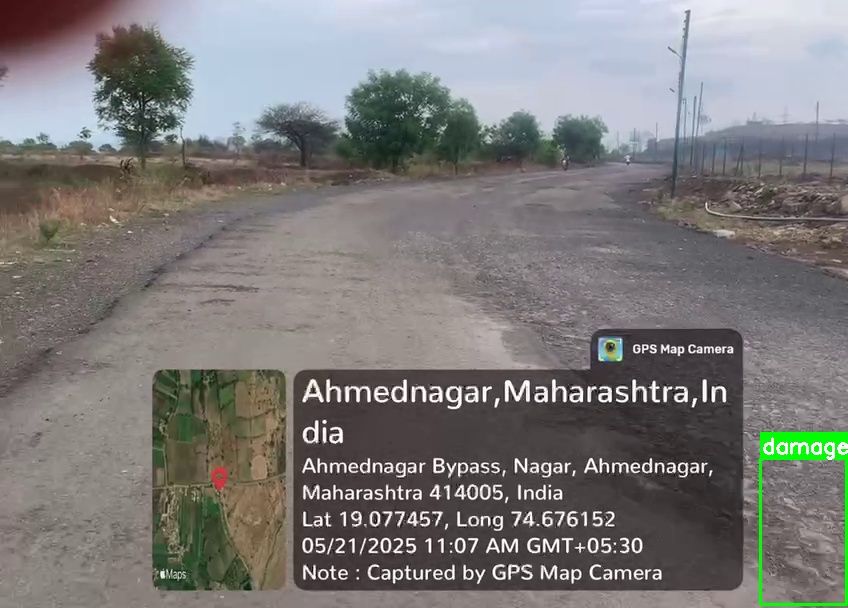 GPS Map Camera
Ahmednagar,Maharashtra,In
dia
Ahmednagar Bypass, Nagar, Ahmednagar,
Maharashtra 414005, India
Lat 19.077457, Long 74.676152
05/21/2025 11:07 AM GMT+05:30
Note : Captured by GPS Map Camera
Maps
damage